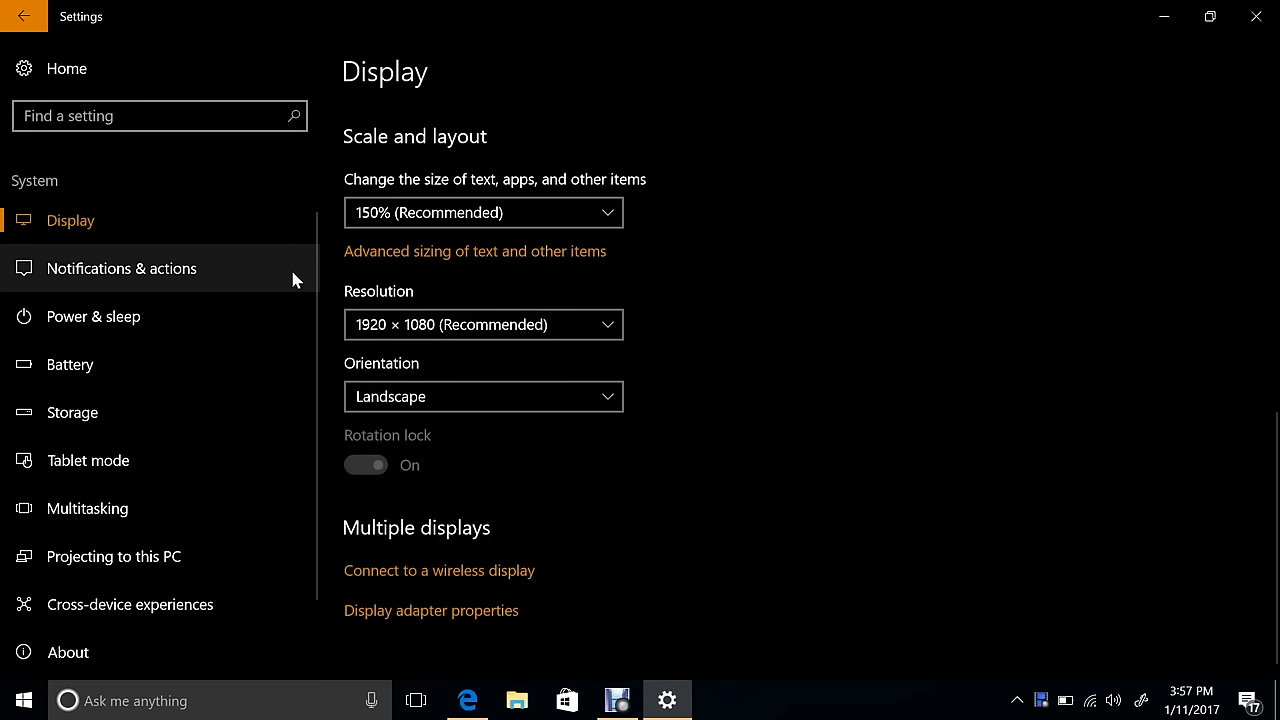 Settings
Home
Find a setting
System
Display
Notifications & actions
Power & sleep
Battery
Storage
Tablet mode
Multitasking
Projecting to this PC
Cross-device experiences
About
Display
Scale and layout
Change the size of text, apps, and other items
150% (Recommended)
Advanced sizing of text and other items
Resolution
1920 × 1080 (Recommended)
Orientation
Landscape
Rotation lock
On
Multiple displays
Connect to a wireless display
Display adapter properties
Ask me anything
3:57 PM
1/11/2017
17